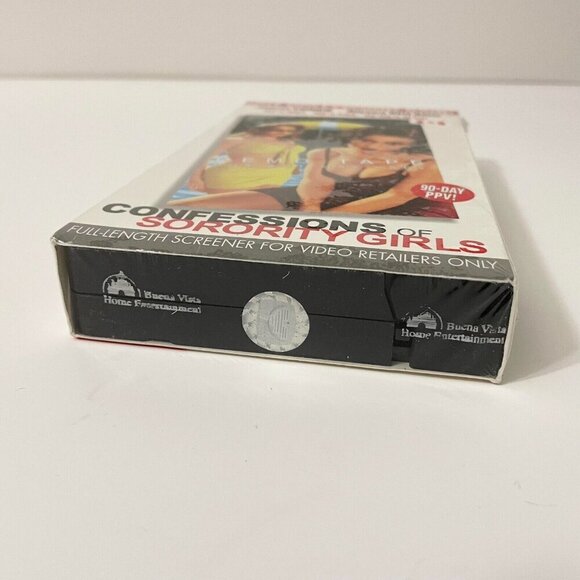 DEMO TAPE
90-DAY
PPV!
CONFESSIONS OF
SORORITY GIRLS
FULL-LENGTH SCREENER FOR VIDEO RETAILERS ONLY
Buena Vista
Home Entertainment
Buena Vista
Home Entertainment